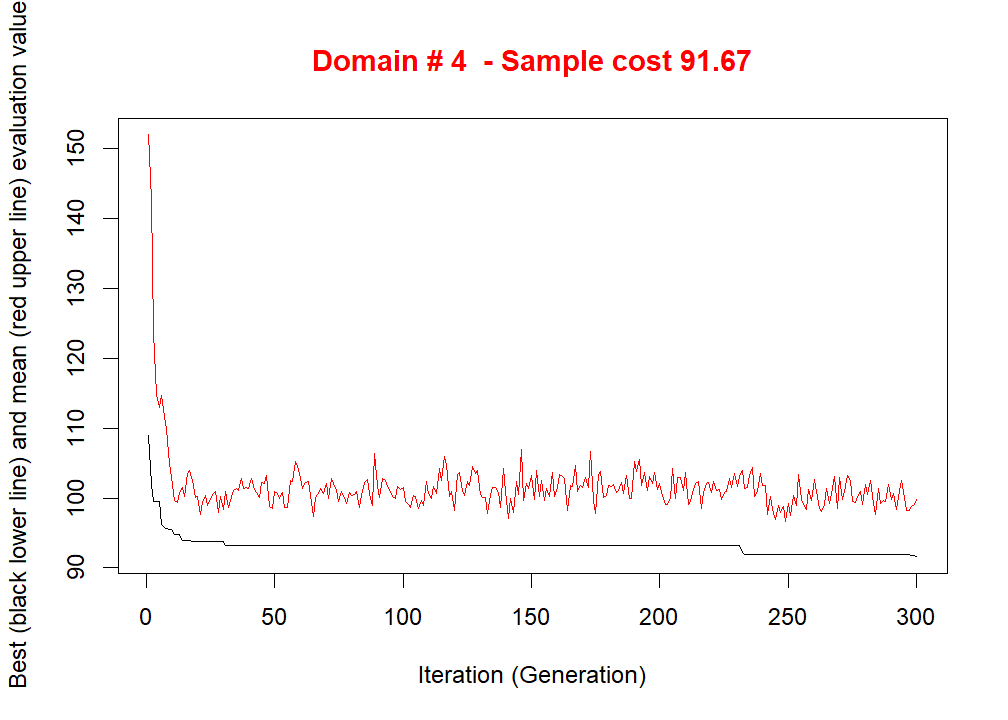 Domain # 4  - Sample cost 91.67
Best (black lower line) and mean (red upper line) evaluation value
150
140
130
120
110
100
90
0 50 100 150 200 250 300
Iteration (Generation)